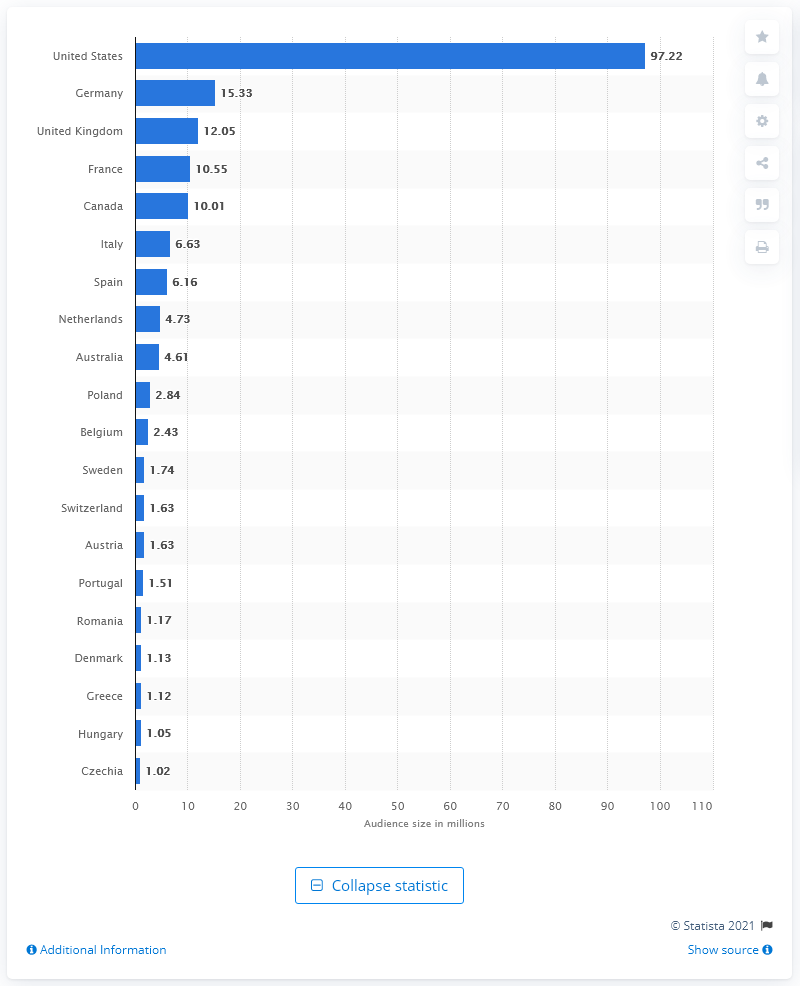 United States 97.22
Germany 15.33
United Kingdom 12.05
France 10.55
Canada 10.01
Italy 6.63
Spain 6.16
Netherlands 4.73
Australia 4.61
Poland 2.84
Belgium 2.43
Sweden 1.74
Switzerland 1.63
Austria 1.63
Portugal 1.51
Romania 1.17
Denmark 1.13
Greece 1.12
Hungary 1.05
Czechia 1.02
0 10 20 30 40 50 60 70 80 90 100 110
Audience size in millions
Collapse statistic
© Statista 2021
Additional Information Show source